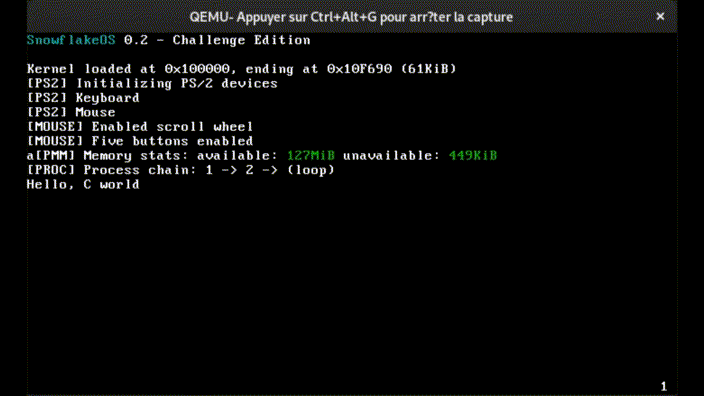 QEMU- Appuyer sur Ctrl+Alt+G pour arr?ter la capture ×
SnowflakeOS 0.2 - Challenge Edition
Kernel loaded at 0x100000, ending at 0x10F690 (61KiB)
[PS2] Initializing PS/2 devices
[PS2] Keyboard
[PS2] Mouse
[MOUSE] Enabled scroll wheel
[MOUSE] Five buttons enabled
a[PMM] Memory stats: available: 127MiB unavailable: 449KiB
[PROC] Process chain: 1 -> 2 -> (loop)
Hello, C world
1